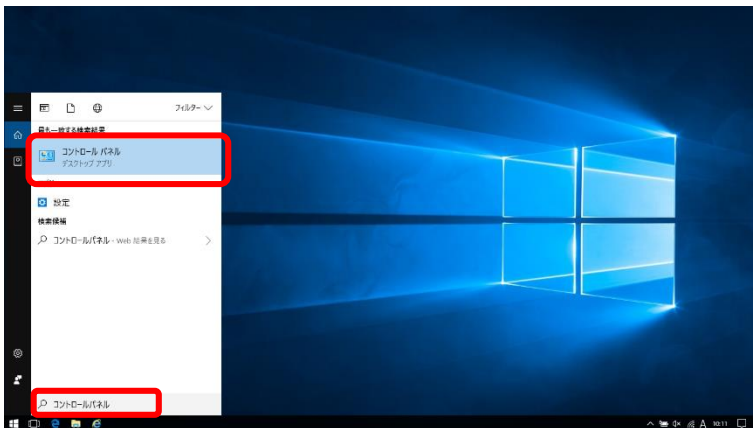 フィルター
最も一致する検索結果
コントロール パネル
デスクトップ アプリ
設定
検索候補
コントロールパネル - Web 結果を見る
コントロールパネル
A 10:11